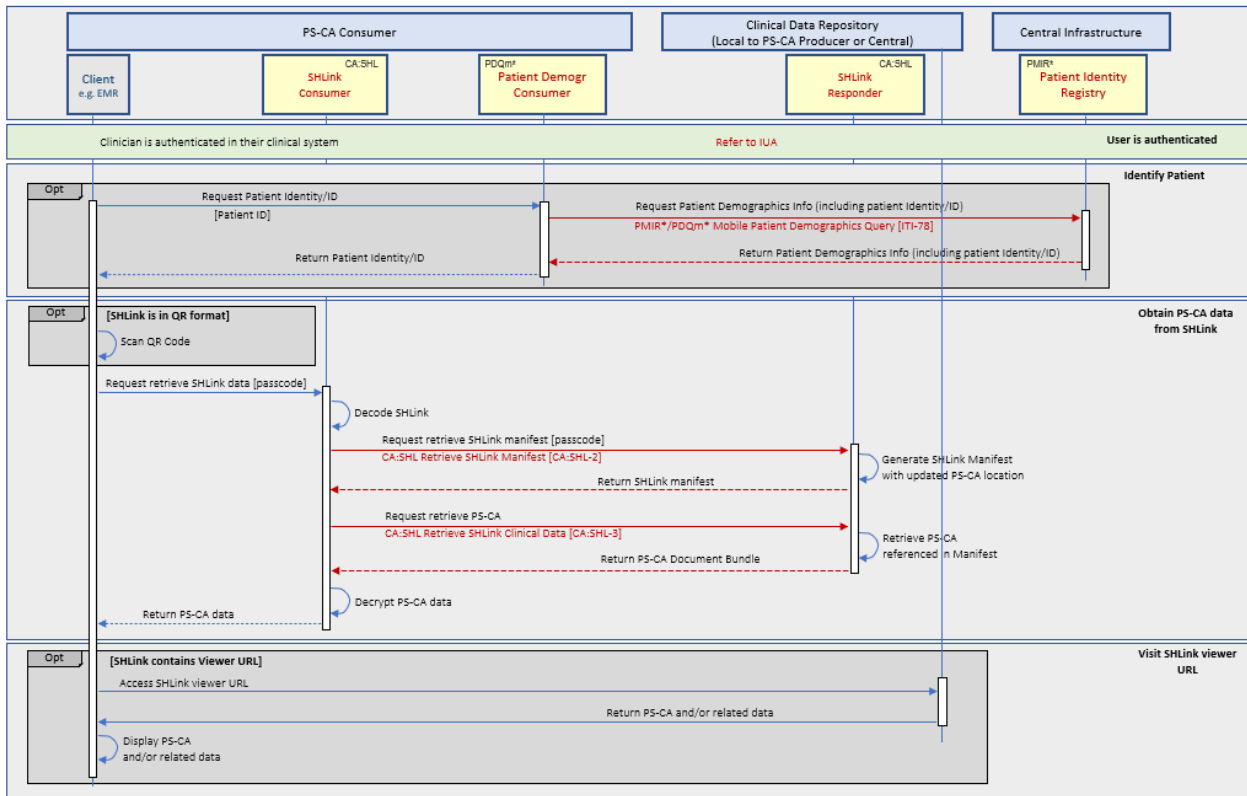 PS-CA Consumer
Clinical Data Repository
(Local to PS-CA Producer or Central)
Central Infrastructure
Client
e.g. EMR
CA:SHL
SHLink
Consumer
PDQm*
Patient Demogr
Consumer
CA:SHL
SHLink
Responder
PMIR*
Patient Identity
Registry
Clinician is authenticated in their clinical system
Refer to IUA
User is authenticated
Identify Patient
Opt
Request Patient Identity/ID
[Patient ID]
Request Patient Demographics Info (including patient Identity/ID)
PMIR*/PDQm* Mobile Patient Demographics Query [ITI-78]
Return Patient Demographics Info (including patient Identity/ID)
Return Patient Identity/ID
Obtain PS-CA data
from SHLink
Opt
[SHLink is in QR format]
Scan QR Code
Request retrieve SHLink data [passcode]
Decode SHLink
Request retrieve SHLink manifest [passcode]
CA:SHL Retrieve SHLink Manifest [CA:SHL-2]
Generate SHLink Manifest
with updated PS-CA location
Return SHLink manifest
Request retrieve PS-CA
CA:SHL Retrieve SHLink Clinical Data [CA:SHL-3]
Retrieve PS-CA
referenced in Manifest
Return PS-CA Document Bundle
Decrypt PS-CA data
Return PS-CA data
Visit SHLink viewer
URL
Opt
[SHLink contains Viewer URL]
Access SHLink viewer URL
Return PS-CA and/or related data
Display PS-CA
and/or related data